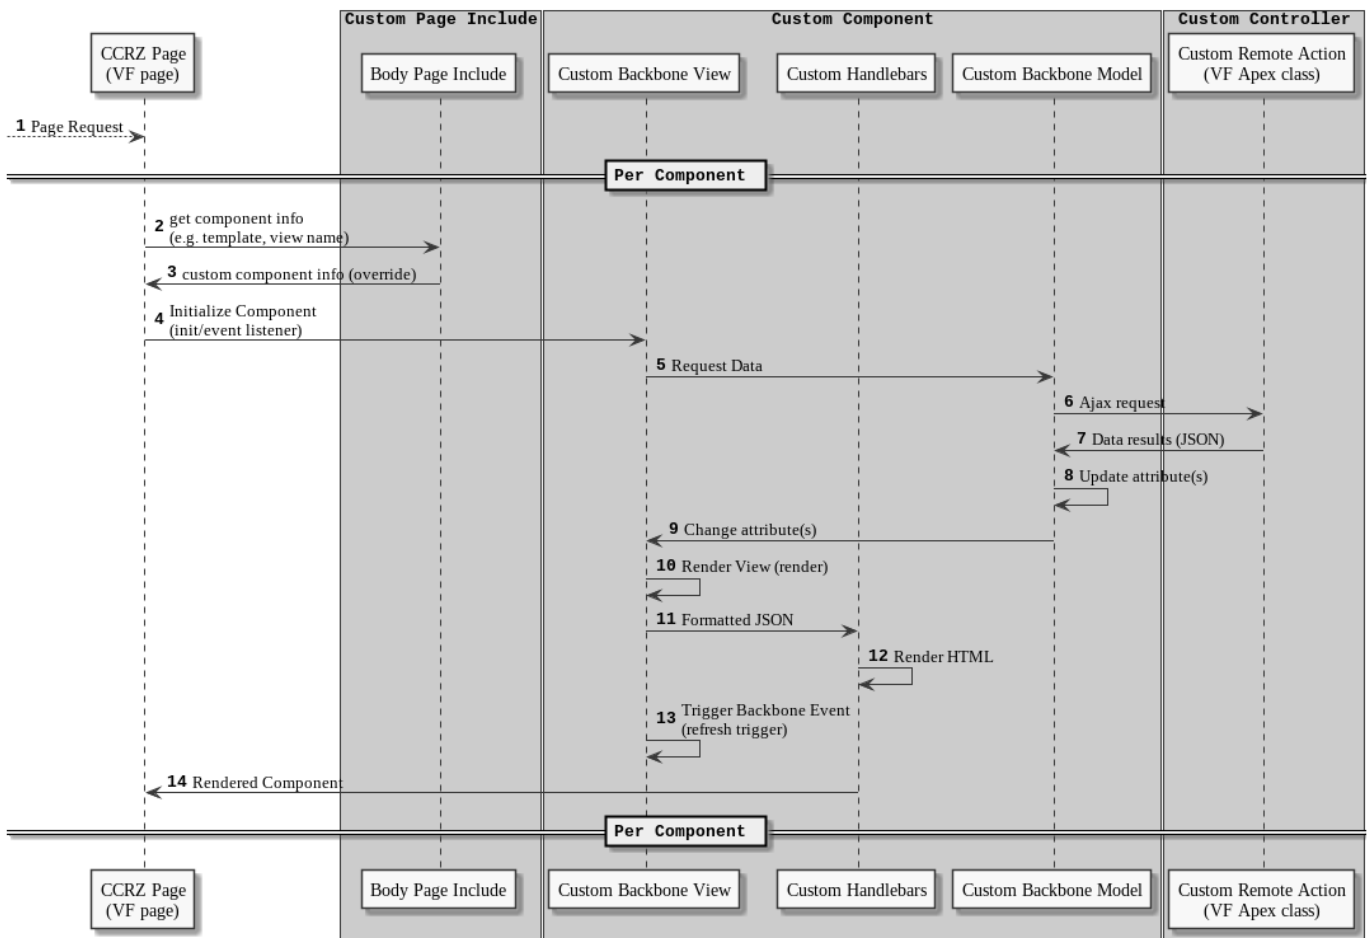 Custom Page Include
Custom Component
Custom Controller
CCRZ Page
(VF page)
Body Page Include
Custom Backbone View
Custom Handlebars
Custom Backbone Model
Custom Remote Action
(VF Apex class)
1 Page Request
Per Component
2 get component info
(e.g. template, view name)
3 custom component info (override)
4 Initialize Component
(init/event listener)
5 Request Data
6 Ajax request
7 Data results (JSON)
8 Update attribute(s)
9 Change attribute(s)
10 Render View (render)
11 Formatted JSON
12 Render HTML
13 Trigger Backbone Event
(refresh trigger)
14 Rendered Component
Per Component
CCRZ Page
(VF page)
Body Page Include
Custom Backbone View
Custom Handlebars
Custom Backbone Model
Custom Remote Action
(VF Apex class)